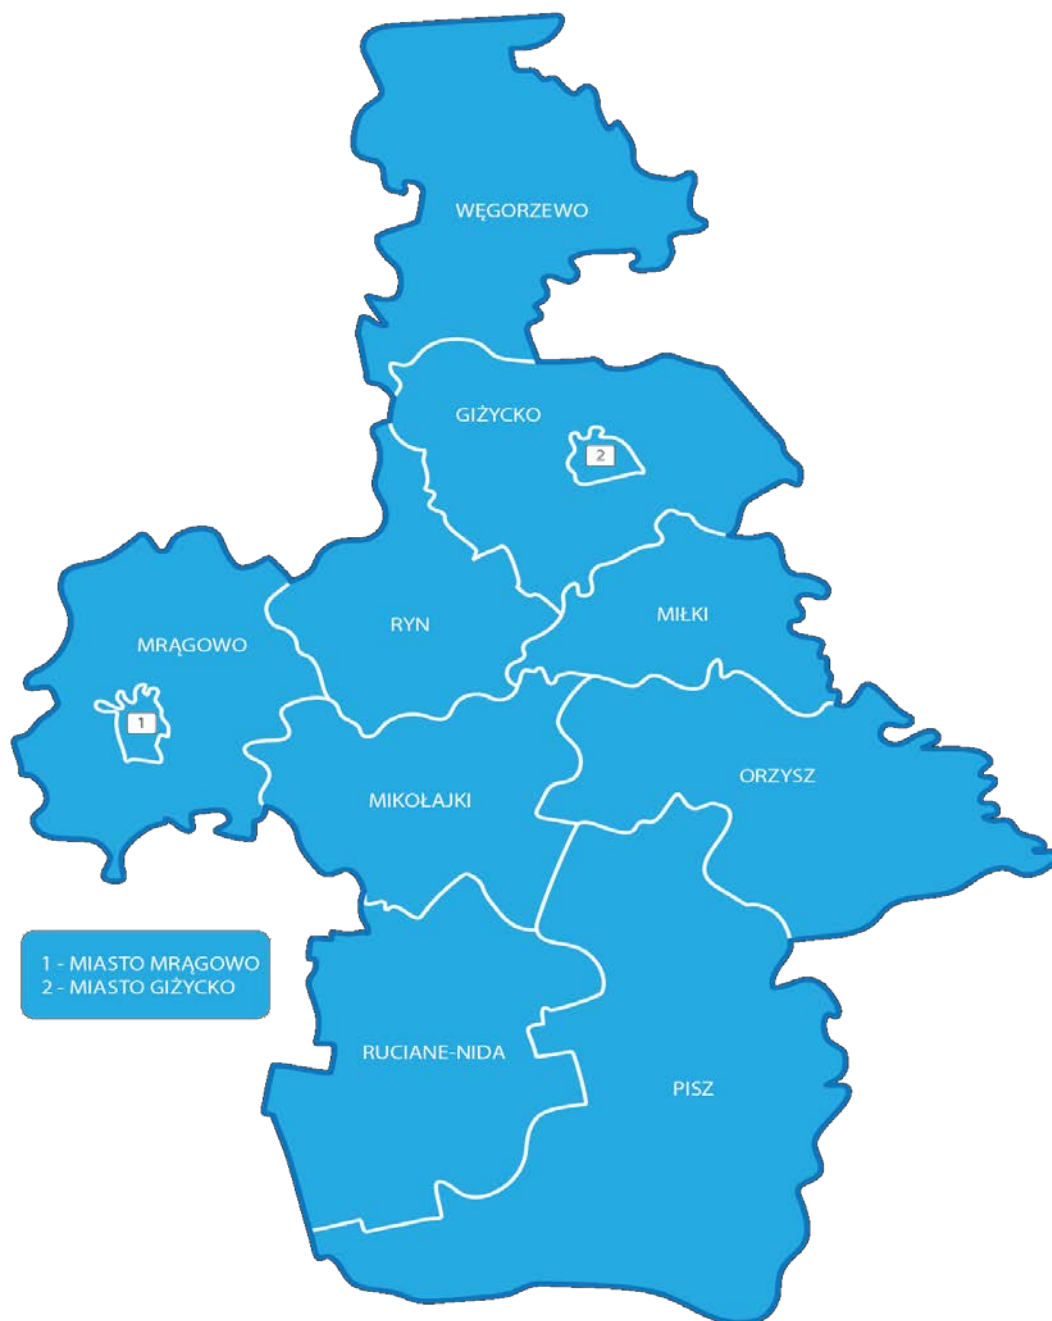 WĘGORZEWO
GIŻYCKO
2
RYN
MIŁKI
MRĄGOWO
1
ORZYSZ
MIKOŁAJKI
1 - MIASTO MRĄGOWO
2 - MIASTO GIŻYCKO
RUCIANE-NIDA
PISZ